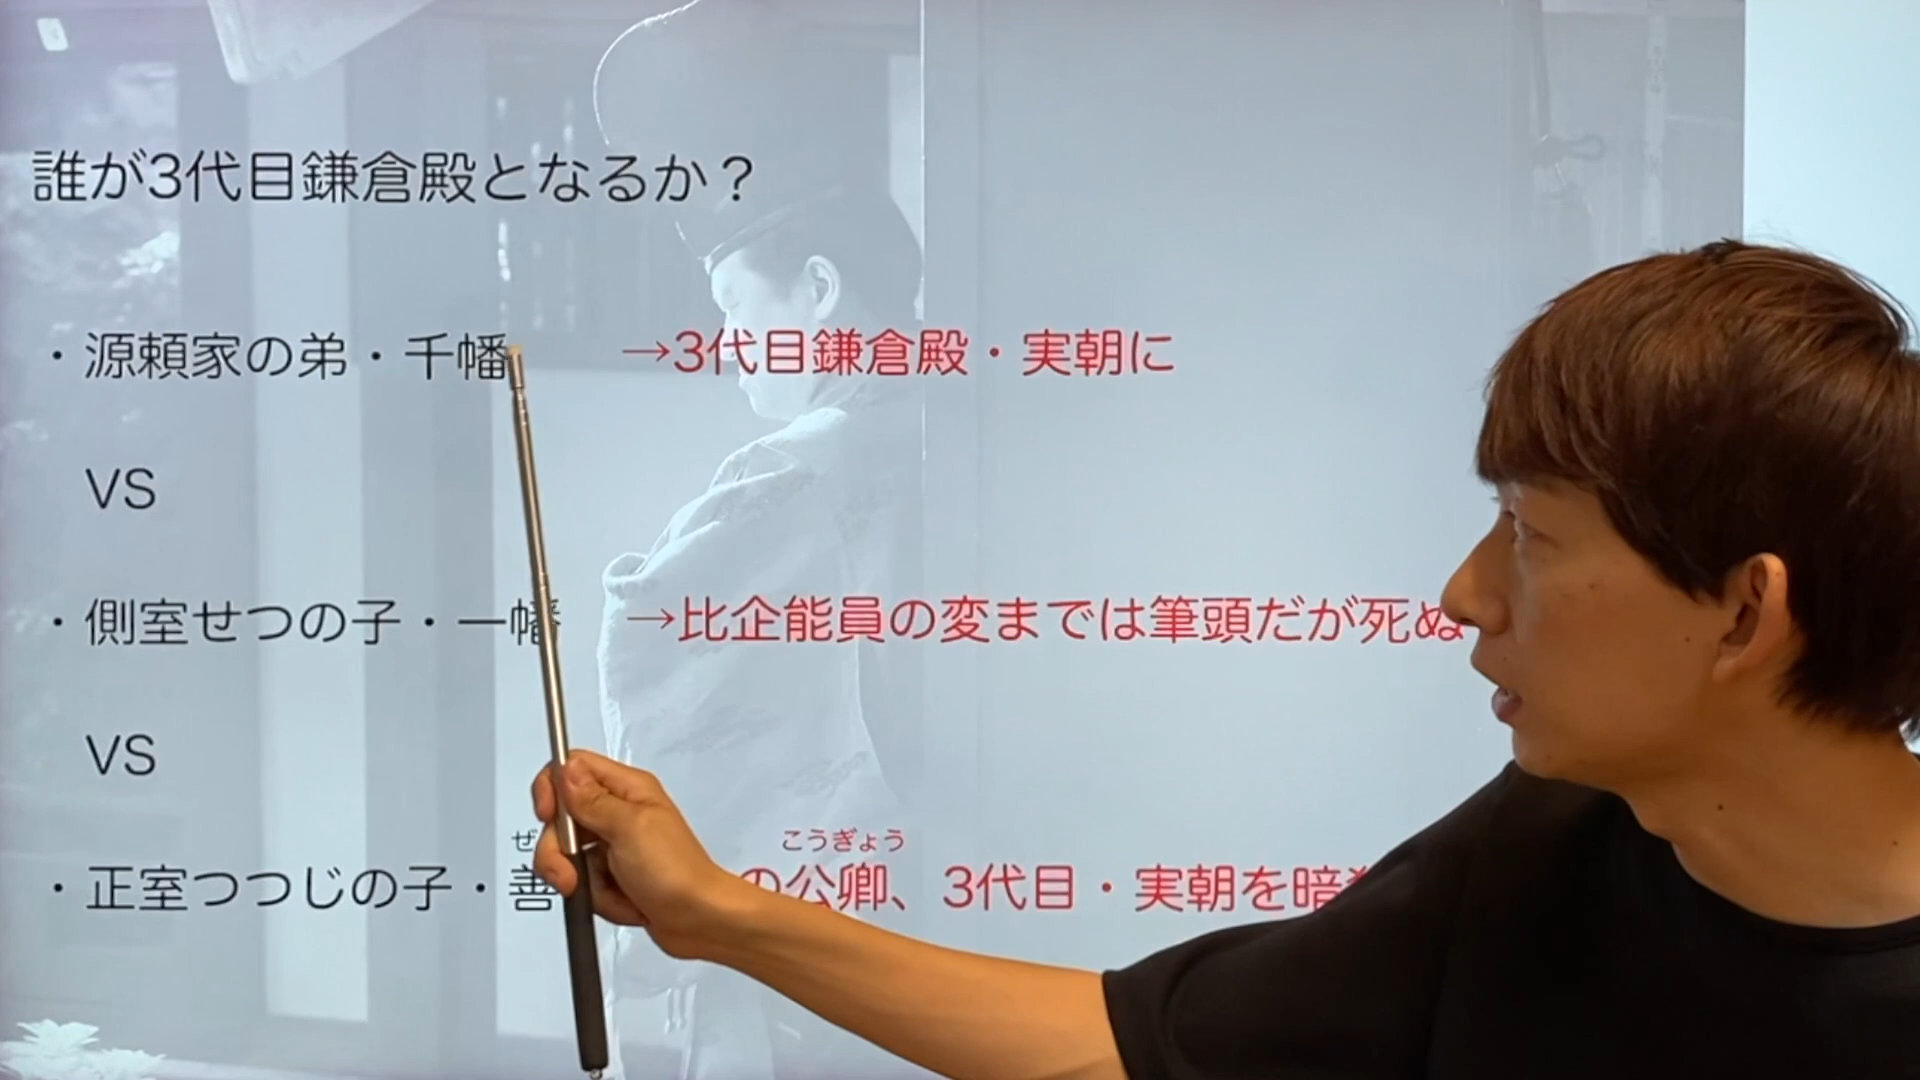 誰が3代目鎌倉殿となるか？
・源頼家の弟・千幡　→3代目鎌倉殿・実朝に
VS
・側室せつの子・一幡　→比企能員の変までは筆頭だが死ぬ
VS
こうぎょう
・正室つつじの子・善　の公卿、3代目・実朝を暗